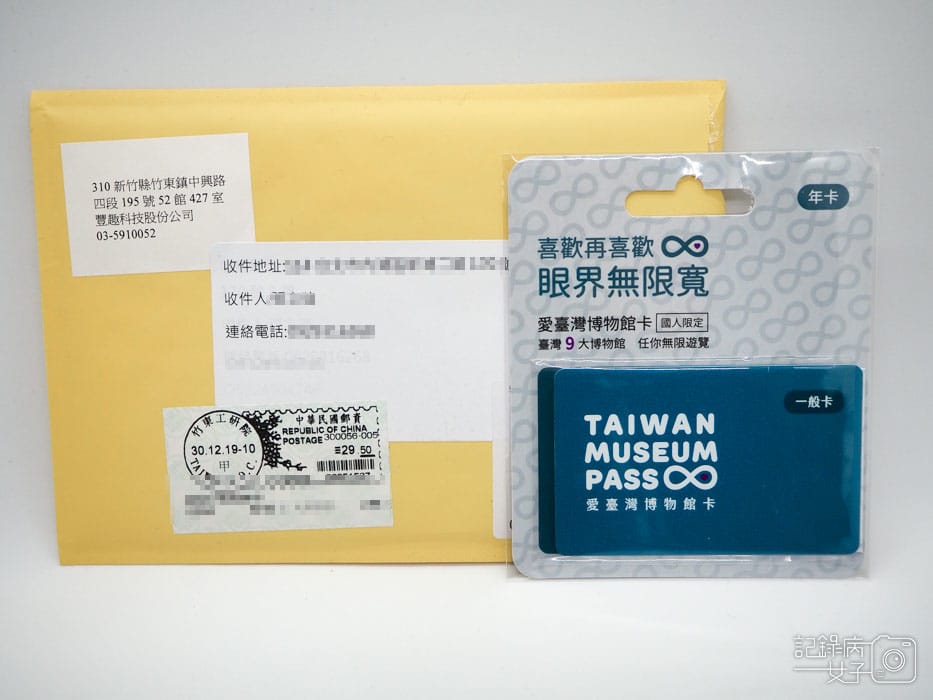 310 新竹縣竹東鎮中興路
四段 195 號 52 館 427 室
豐趣科技股份公司
03-5910052
收件地址:
收件人
連絡電話:
竹東工研院
30.12.19-10
甲
中華民國郵資
REPUBLIC OF CHINA
POSTAGE 300056-005
29 50
年卡
喜歡再喜歡
眼界無限寬
愛臺灣博物館卡 國人限定
臺灣 9 大博物館 任你無限遊覽
一般卡
TAIWAN
MUSEUM
PASS
愛臺灣博物館卡
記錄病
女子